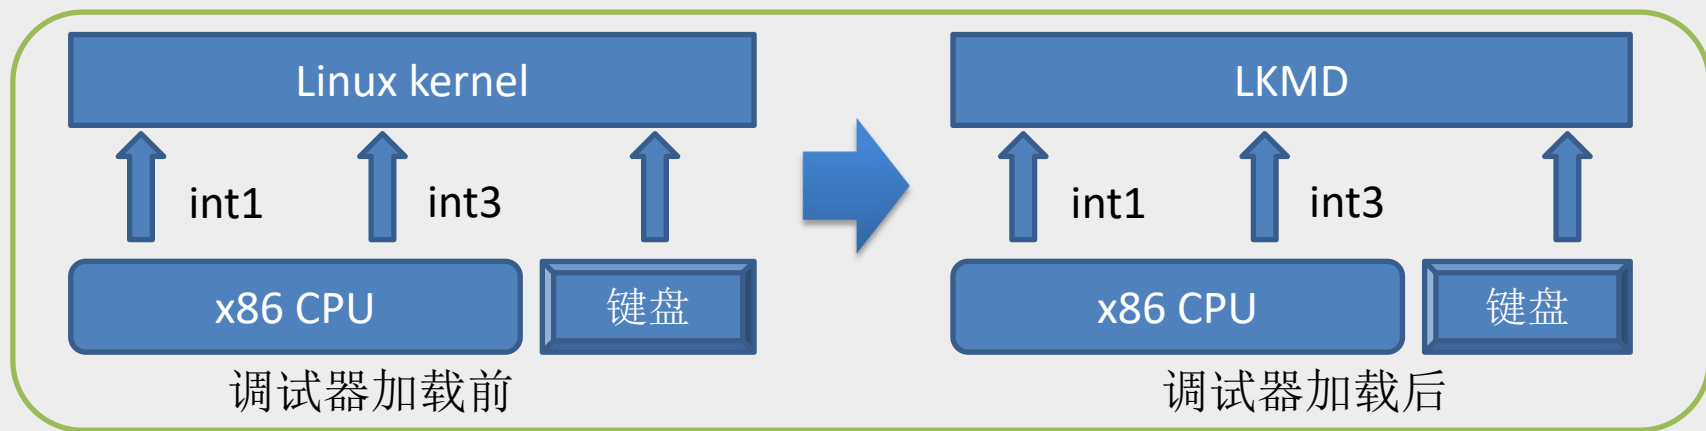 Linux kernel
int1
int3
x86 CPU
键盘
调试器加载前
LKMD
int1
int3
x86 CPU
键盘
调试器加载后